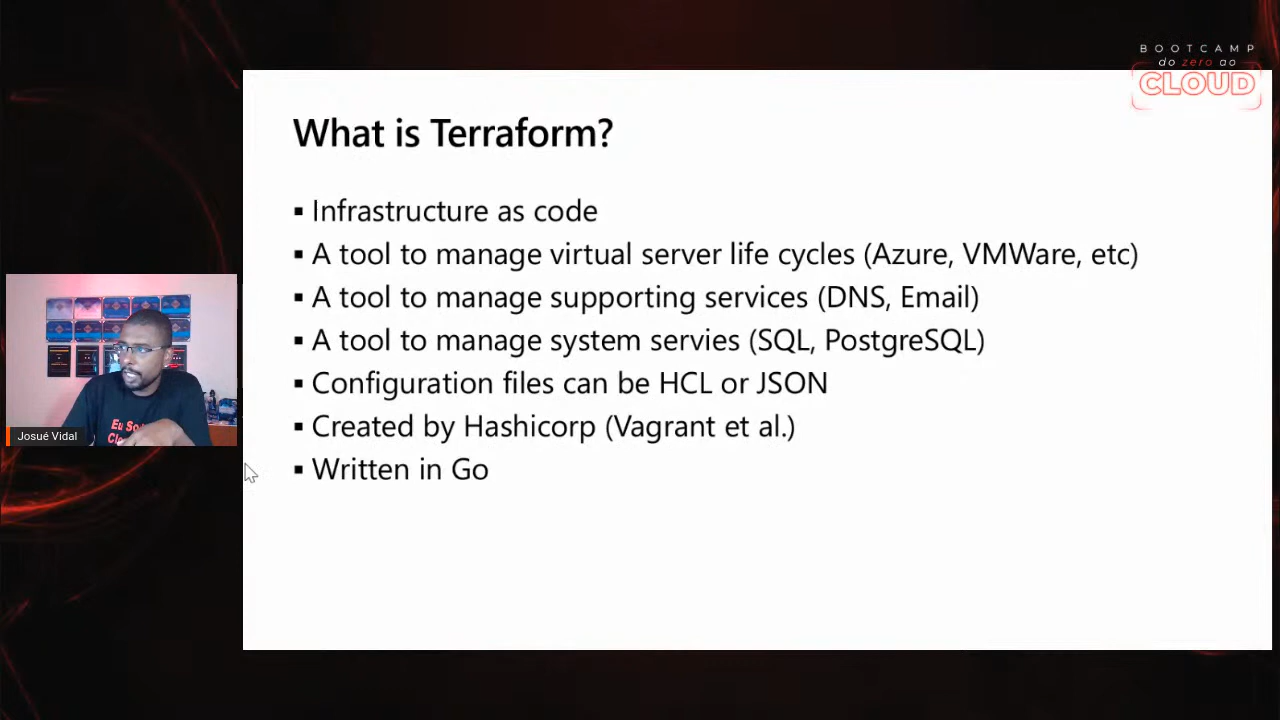 BOOTCAMP
do zero ao
CLOUD
What is Terraform?
▪ Infrastructure as code
▪ A tool to manage virtual server life cycles (Azure, VMWare, etc)
▪ A tool to manage supporting services (DNS, Email)
▪ A tool to manage system servies (SQL, PostgreSQL)
▪ Configuration files can be HCL or JSON
▪ Created by Hashicorp (Vagrant et al.)
▪ Written in Go
Eu So
Josué Vidal